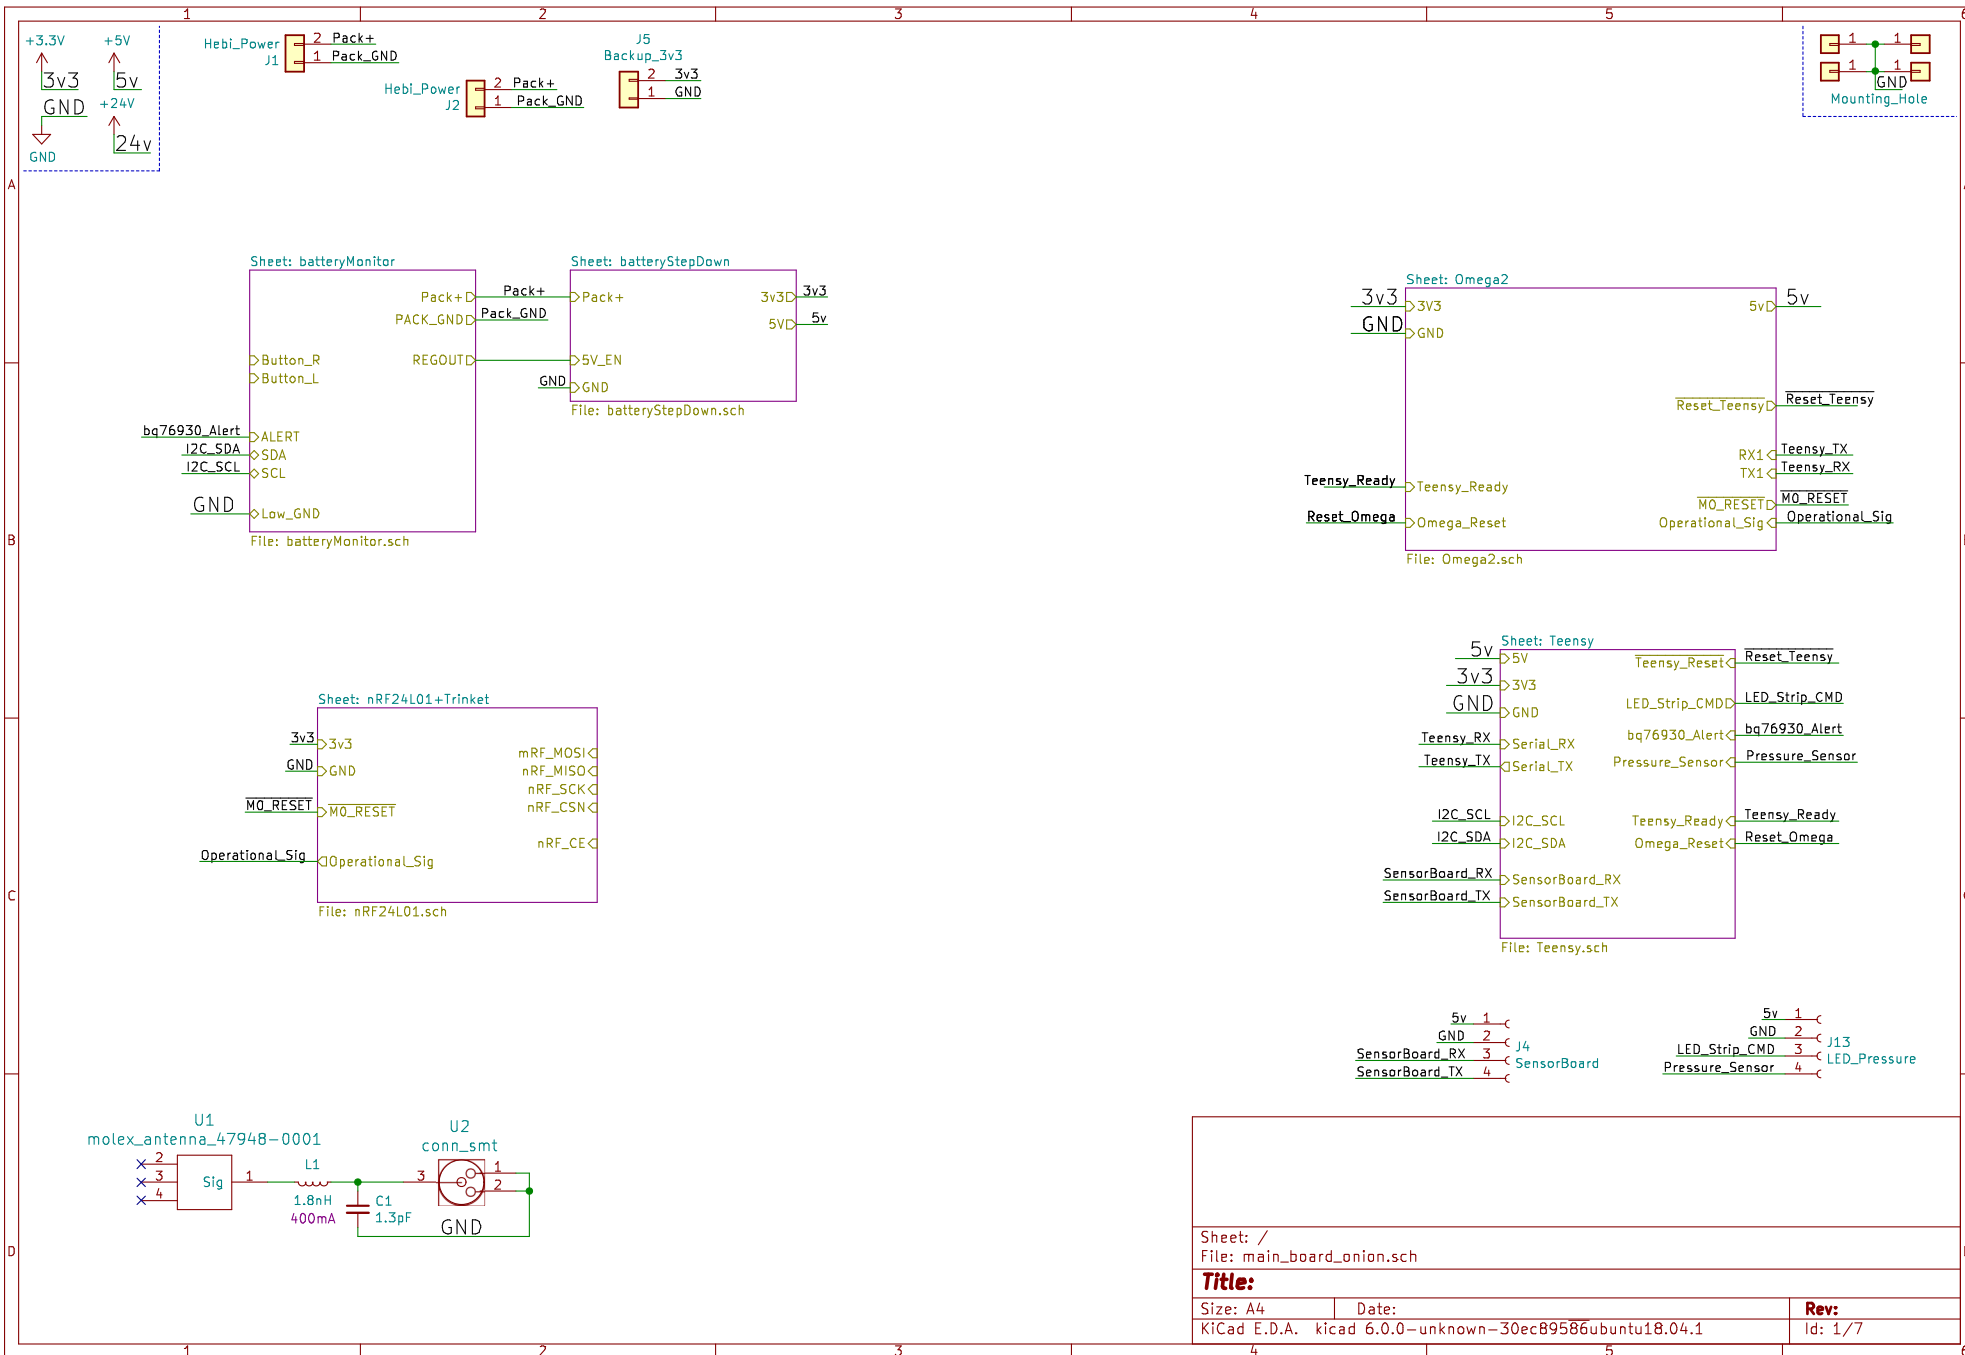 1 2 3 4 5 6
+3.3V
3v3
GND
GND
+5V
5v
+24V
24v
Hebi_Power
J1
2 Pack+
1 Pack_GND
Hebi_Power
J2
2 Pack+
1 Pack_GND
J5
Backup_3v3
2 3v3
1 GND
1 1
1 1
GND
Mounting_Hole
A
Sheet: batteryMonitor
Pack+
PACK_GND
Button_R
REGOUT
Button_L
bq76930_Alert ALERT
I2C_SDA SDA
I2C_SCL SCL
GND Low_GND
File: batteryMonitor.sch
Pack+
Pack_GND
Sheet: batteryStepDown
Pack+ 3v3 3v3
5V 5v
5V_EN
GND GND
File: batteryStepDown.sch
Sheet: Omega2
3v3 3V3 5v 5v
GND GND
Reset_Teensy Reset_Teensy
RX1 Teensy_TX
TX1 Teensy_RX
Teensy_Ready Teensy_Ready
M0_RESET M0_RESET
Reset_Omega Omega_Reset Operational_Sig Operational_Sig
File: Omega2.sch
B
Sheet: Teensy
5v 5V Teensy_Reset Reset_Teensy
3v3 3V3
GND GND LED_Strip_CMD LED_Strip_CMD
bq76930_Alert bq76930_Alert
Teensy_RX Serial_RX
Teensy_TX Serial_TX Pressure_Sensor Pressure_Sensor
I2C_SCL I2C_SCL Teensy_Ready Teensy_Ready
I2C_SDA I2C_SDA Omega_Reset Reset_Omega
SensorBoard_RX SensorBoard_RX
SensorBoard_TX SensorBoard_TX
File: Teensy.sch
Sheet: nRF24L01+Trinket
3v3 3v3
mRF_MOSI
GND GND nRF_MISO
nRF_SCK
M0_RESET M0_RESET nRF_CSN
nRF_CE
Operational_Sig Operational_Sig
File: nRF24L01.sch
C
5v 1
GND 2
SensorBoard_RX 3
SensorBoard_TX 4
J4
SensorBoard
5v 1
GND 2
LED_Strip_CMD 3
Pressure_Sensor 4
J13
LED_Pressure
U1
molex_antenna_47948-0001
2
3
4
Sig
1
L1
1.8nH
400mA
C1
1.3pF
U2
conn_smt
3
1
2
GND
D
Sheet: /
File: main_board_onion.sch
Title:
Size: A4 Date: Rev:
KiCad E.D.A. kicad 6.0.0-unknown-30ec89586ubuntu18.04.1 Id: 1/7
1 2 3 4 5 6